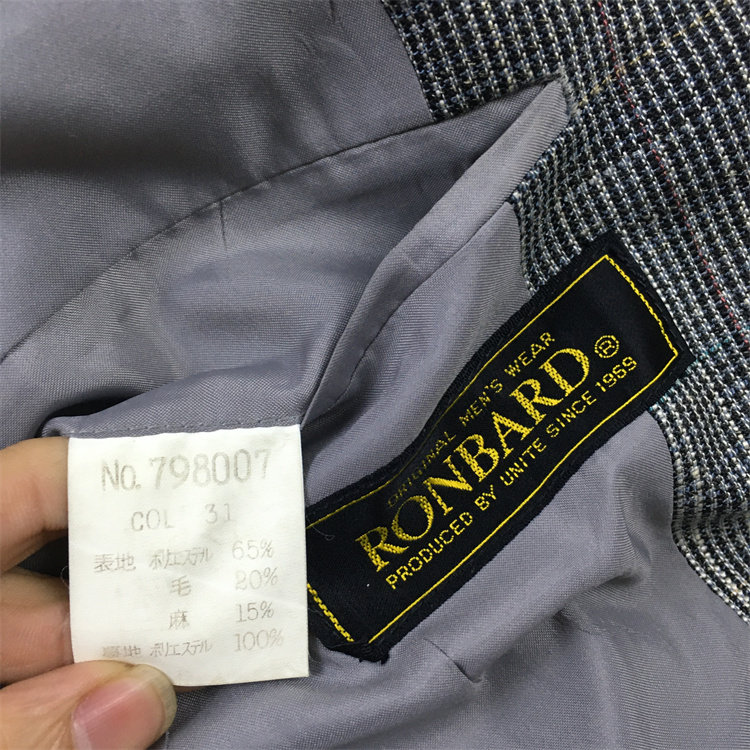 No. 798007
COL 31
表地 ポリエステル 65%
毛 20%
麻 15%
裏地 ポリエステル 100%
ORIGINAL MEN'S WEAR
RONBARD®
PRODUCED BY UNITE SINCE 1969